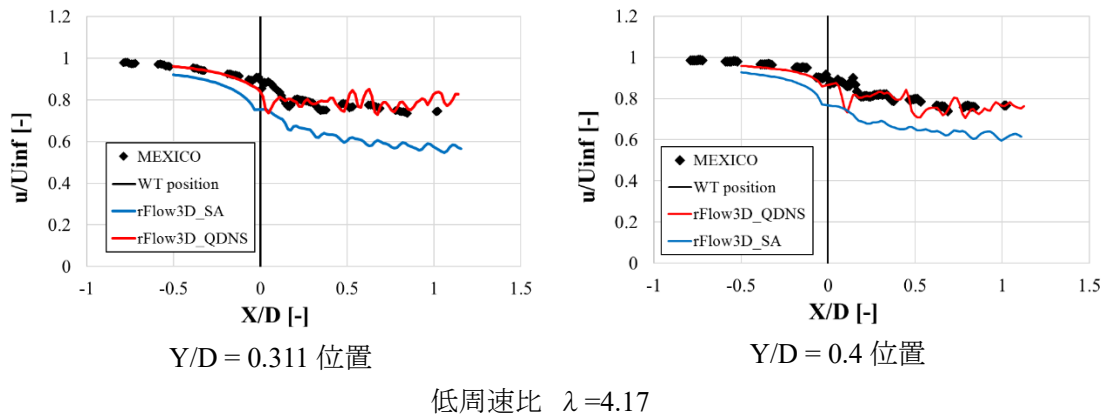 1.2
1
0.8
0.6
0.4
0.2
0
u/Uinf [-]
MEXICO
WT position
rFlow3D_SA
rFlow3D_QDNS
-1 -0.5 0 0.5 1 1.5
X/D [-]
Y/D = 0.311 位置
1.2
1
0.8
0.6
0.4
0.2
0
u/Uinf [-]
MEXICO
WT position
rFlow3D_QDNS
rFlow3D_SA
-1 -0.5 0 0.5 1 1.5
X/D [-]
Y/D = 0.4 位置
低周速比 λ =4.17